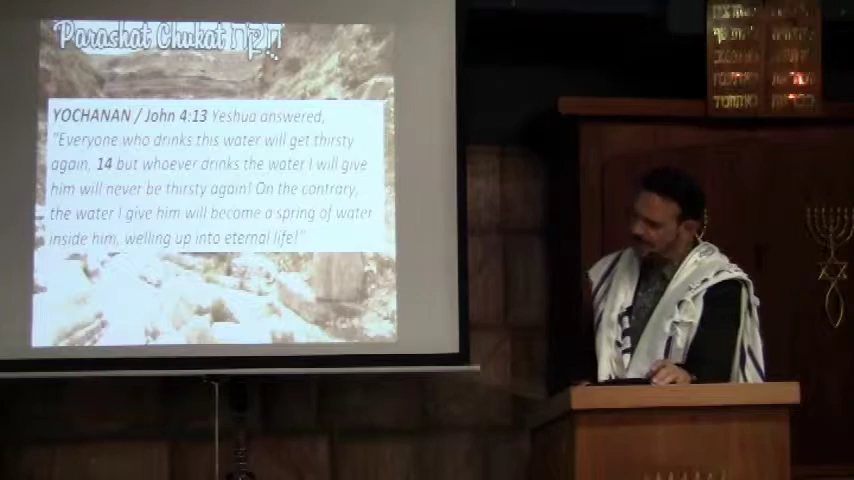 Parashat Chukat חֻקַּת
YOCHANAN / John 4:13 Yeshua answered,
"Everyone who drinks this water will get thirsty
again, 14 but whoever drinks the water I will give
him will never be thirsty again! On the contrary,
the water I give him will become a spring of water
inside him, welling up into eternal life!"